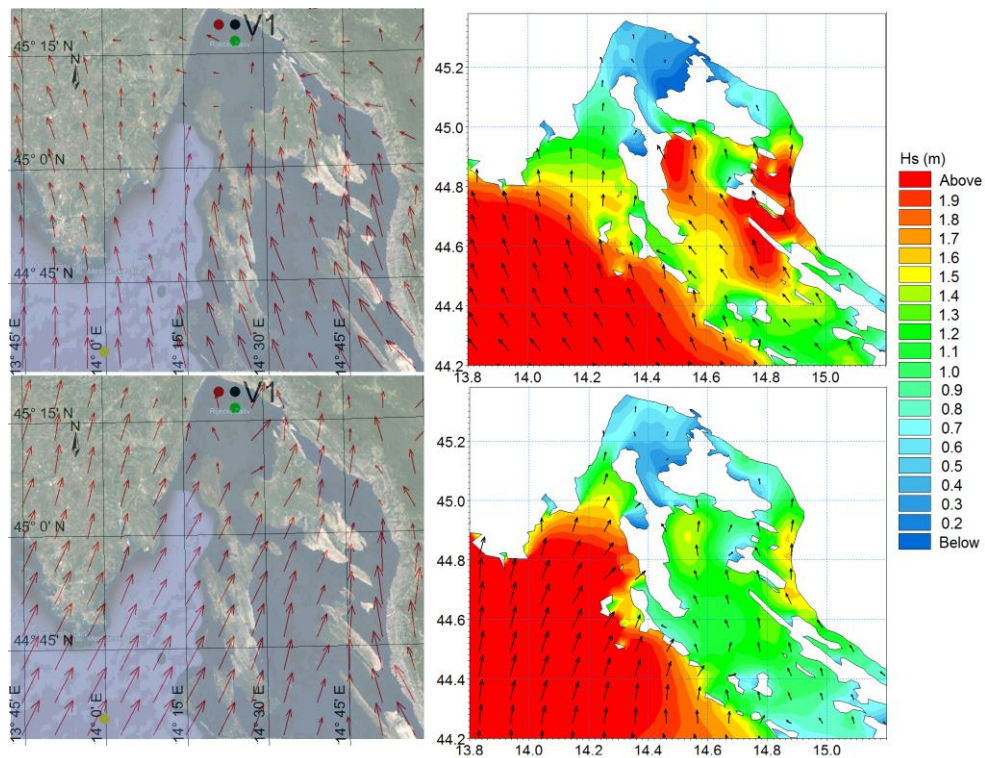 V1
45° 15' N
N
45° 0' N
44° 45' N
13° 45' E
14° 0' E
14° 15' E
14° 30' E
14° 45' E
45.2
45.0
44.8
44.6
44.4
44.2
13.8 14.0 14.2 14.4 14.6 14.8 15.0
Hs (m)
Above
1.9
1.8
1.7
1.6
1.5
1.4
1.3
1.2
1.1
1.0
0.9
0.8
0.7
0.6
0.5
0.4
0.3
0.2
Below
V1
45° 15' N
N
45° 0' N
44° 45' N
13° 45' E
14° 0' E
14° 15' E
14° 30' E
14° 45' E
45.2
45.0
44.8
44.6
44.4
44.2
13.8 14.0 14.2 14.4 14.6 14.8 15.0